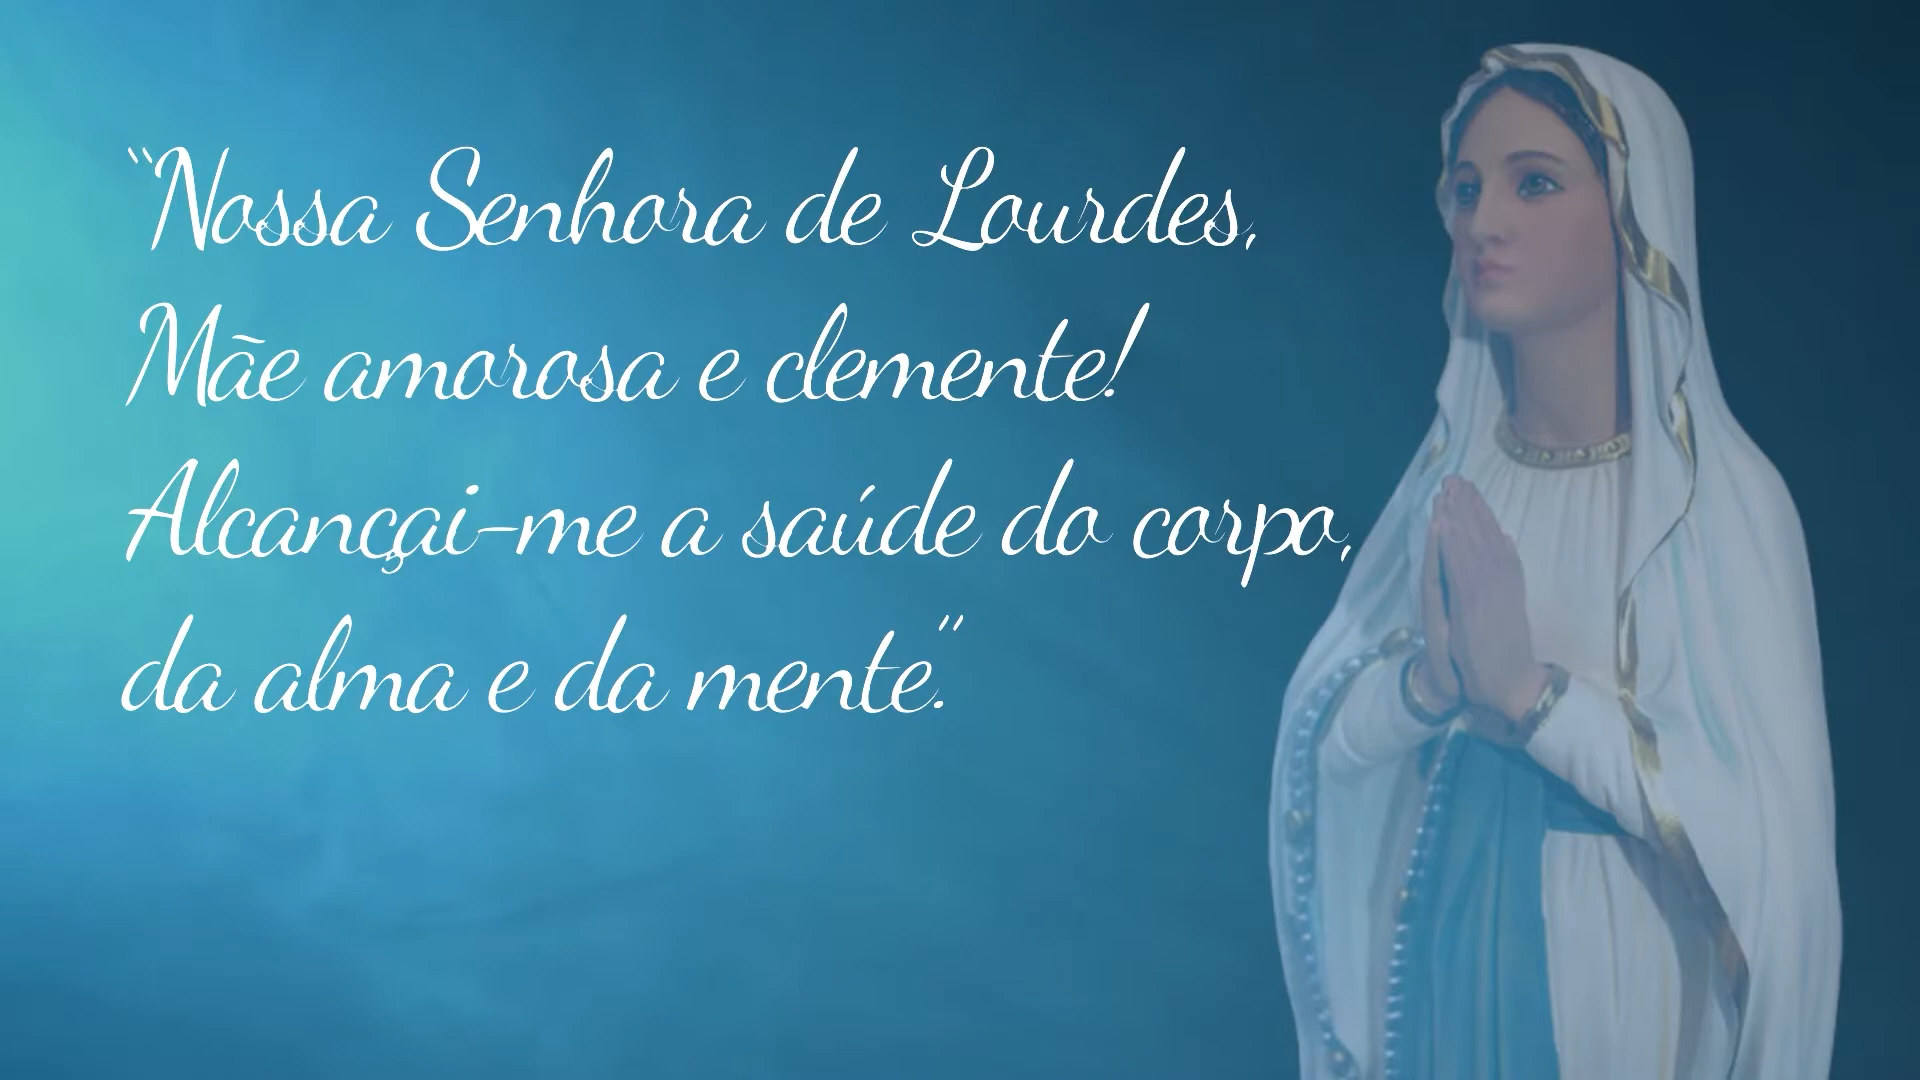 “Nossa Senhora de Lourdes,
Mãe amorosa e clemente!
Alcançai-me a saúde do corpo,
da alma e da mente.”